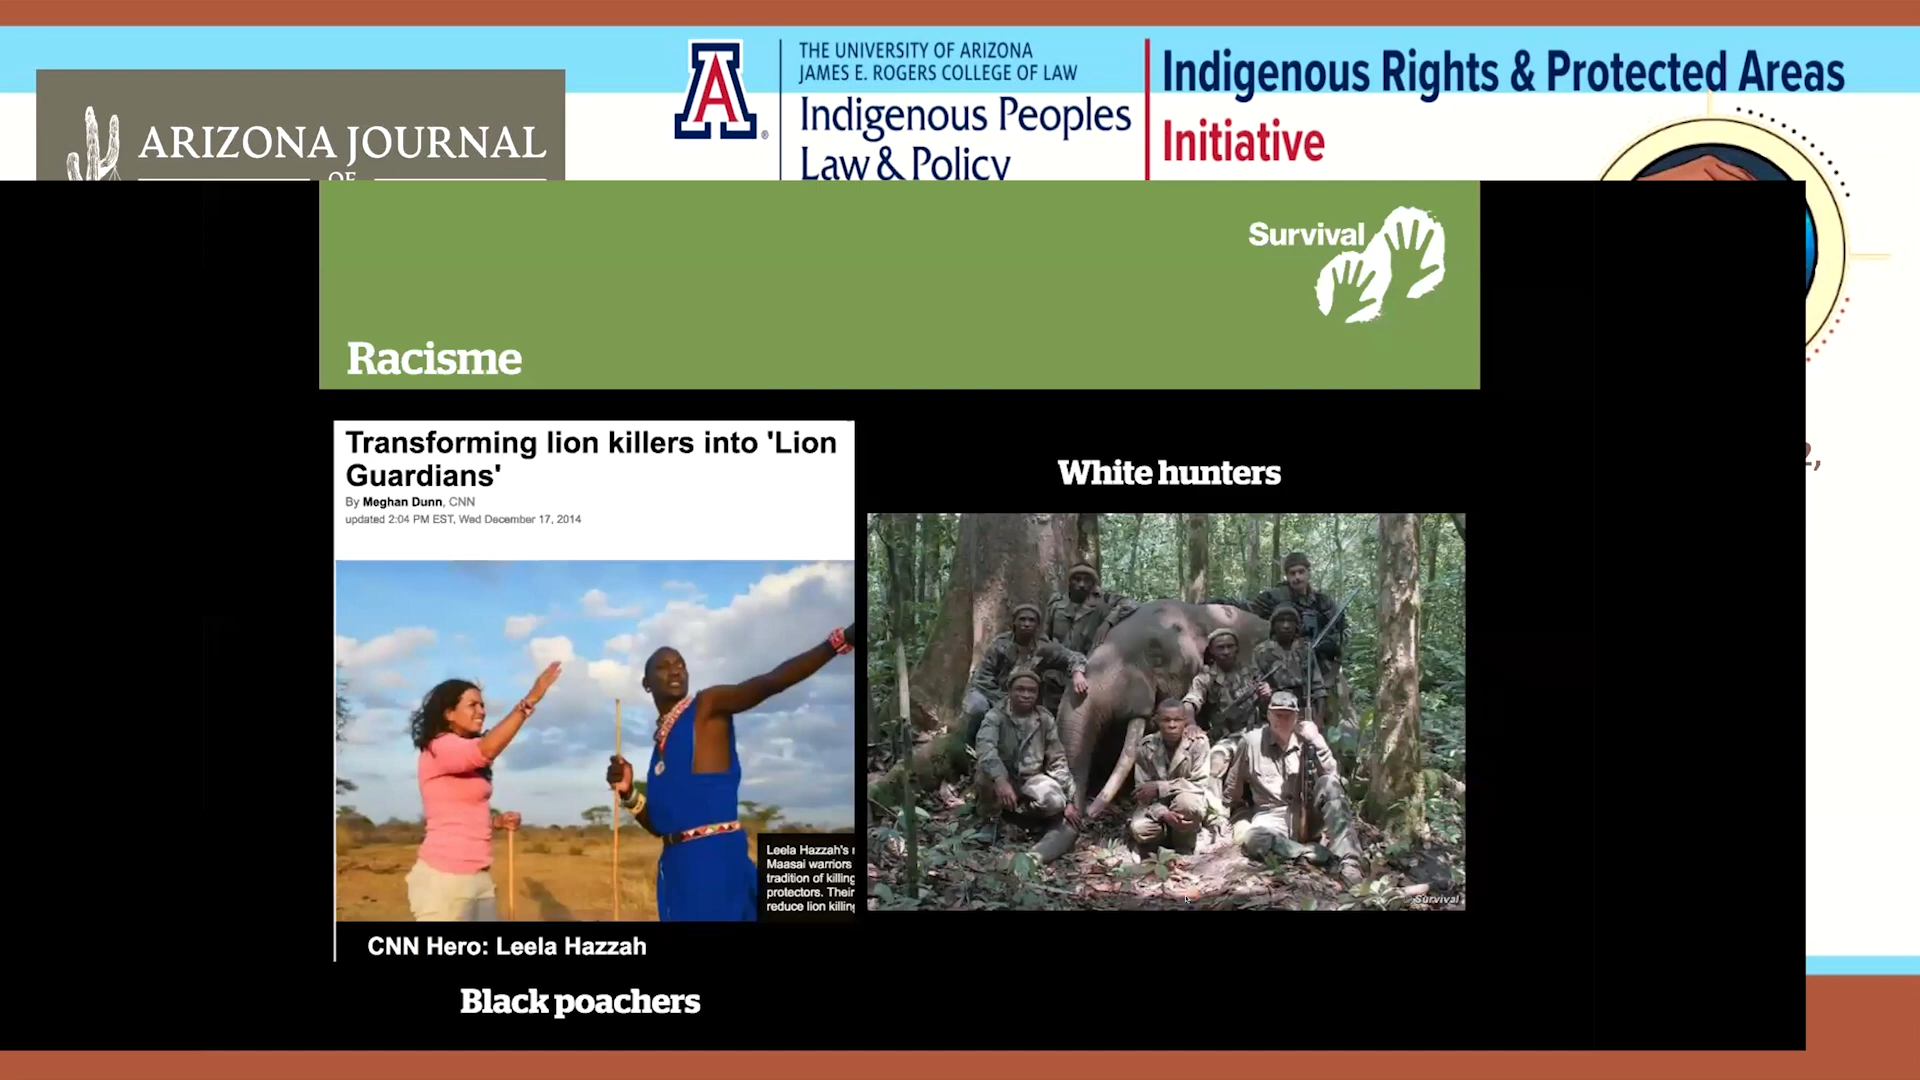 ARIZONA JOURNAL
OF
THE UNIVERSITY OF ARIZONA
JAMES E. ROGERS COLLEGE OF LAW
Indigenous Peoples
Law & Policy
Indigenous Rights & Protected Areas
Initiative
A
Survival
Racisme
Transforming lion killers into 'Lion
Guardians'
By Meghan Dunn, CNN
updated 2:04 PM EST, Wed December 17, 2014
Leela Hazzah's
Maasai warriors
tradition of killing
protectors. Their
reduce lion killing
CNN Hero: Leela Hazzah
Black poachers
White hunters
Survival
2,